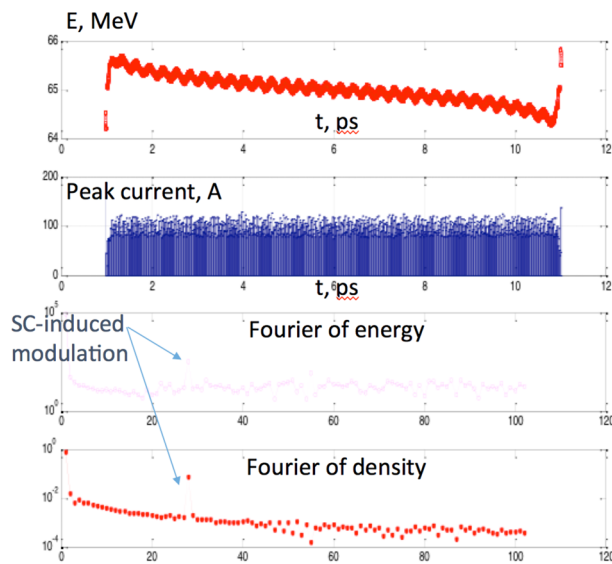 E, MeV
66
65
64
t, ps
0 2 4 6 8 10 12
200
Peak current, A
100
0
0 2 4 6 8 10 12
t, ps
10^5
SC-induced
modulation
Fourier of energy
10^0
0 20 40 60 80 100 120
10^0
Fourier of density
10^-2
10^-4
0 20 40 60 80 100 120